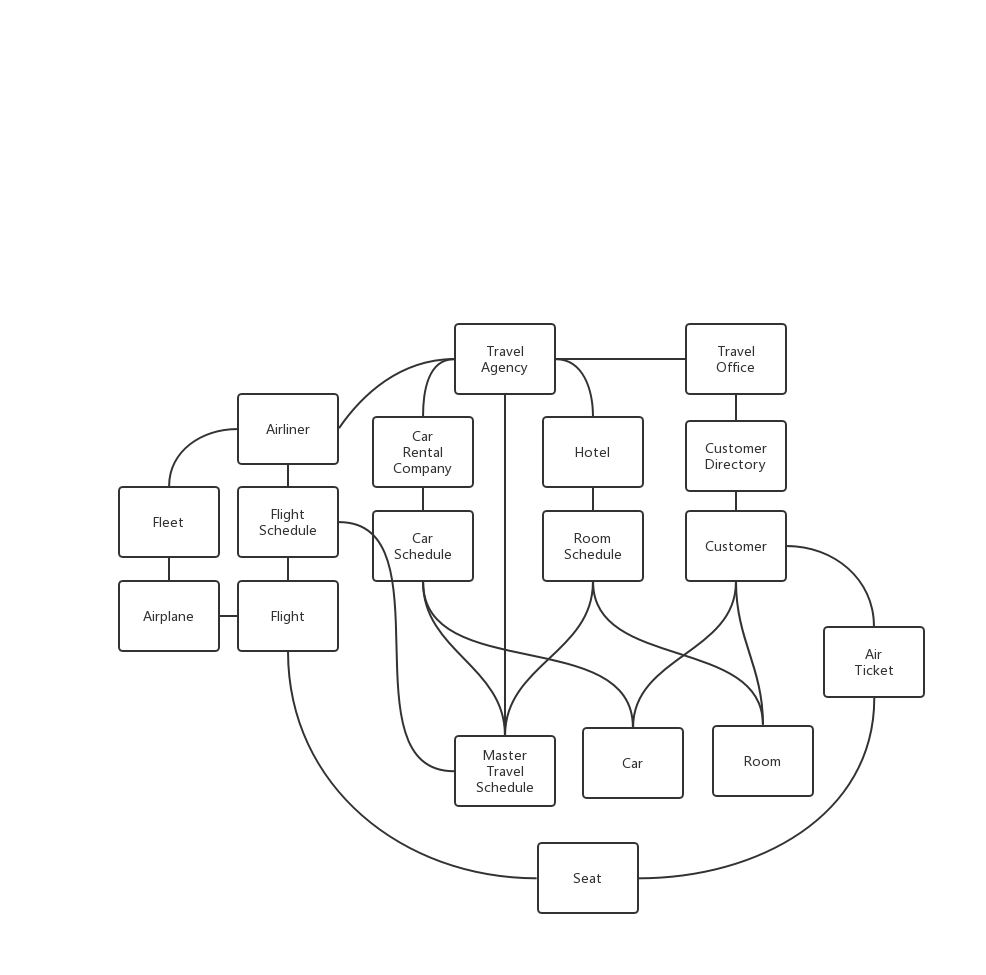 Travel
Agency
Travel
Office
Airliner
Car
Rental
Company
Hotel
Customer
Directory
Fleet
Flight
Schedule
Car
Schedule
Room
Schedule
Customer
Airplane
Flight
Air
Ticket
Master
Travel
Schedule
Car
Room
Seat